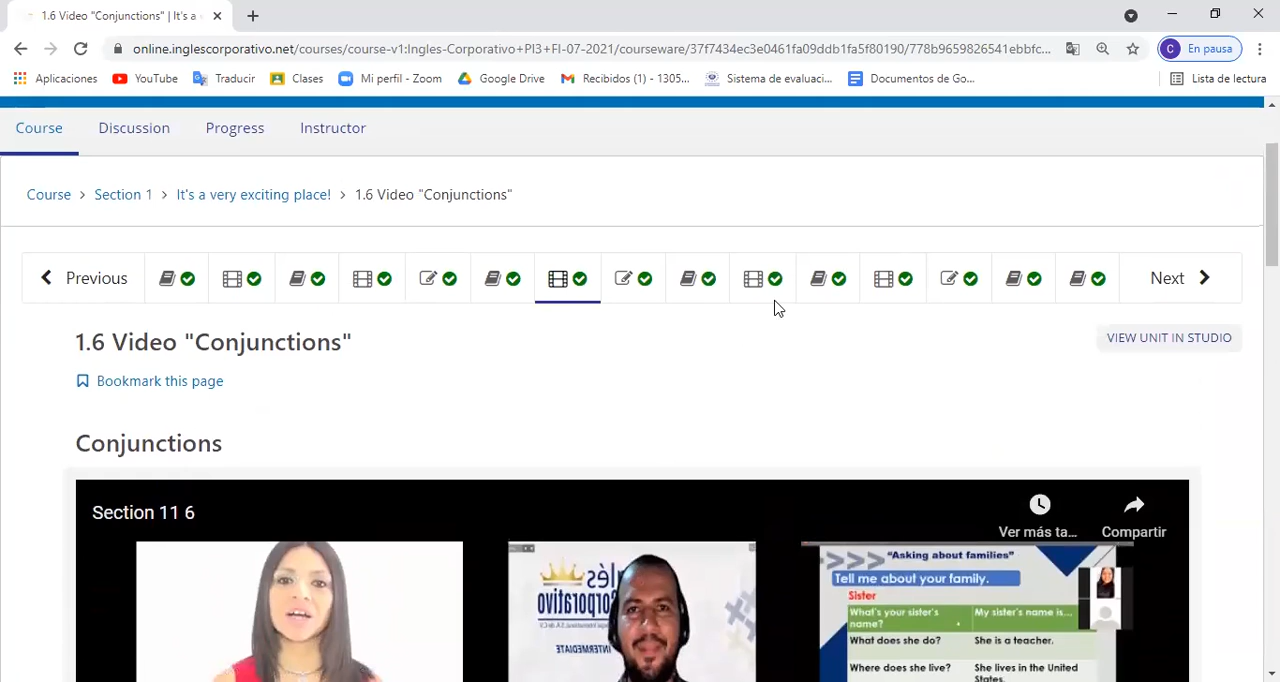 1.6 Video "Conjunctions" | It's a
online.inglescorporativo.net/courses/course-v1:Ingles-Corporativo+PI3+FI-07-2021/courseware/37f7434ec3e0461fa09ddb1fa5f80190/778b9659826541ebbfc...
C En pausa
Aplicaciones YouTube Traducir Clases Mi perfil - Zoom Google Drive Recibidos (1) - 1305... Sistema de evaluaci... Documentos de Go... Lista de lectura
Course Discussion Progress Instructor
Course > Section 1 > It's a very exciting place! > 1.6 Video "Conjunctions"
Previous Next
1.6 Video "Conjunctions"
VIEW UNIT IN STUDIO
Bookmark this page
Conjunctions
Section 11 6
Ver más ta... Compartir
>>> "Asking about families"
Tell me about your family.
Sister
What's your sister's name? My sister's name is...
What does she do? She is a teacher.
Where does she live? She lives in the United States.
Inglés
Corporativo
INTERMEDIATE